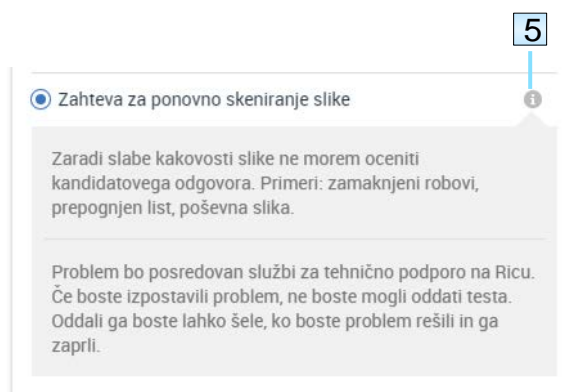 5
Zahteva za ponovno skeniranje slike
Zaradi slabe kakovosti slike ne morem oceniti
kandidatovega odgovora. Primeri: zamaknjeni robovi,
prepognjen list, poševna slika.
Problem bo posredovan službi za tehnično podporo na Ricu.
Če boste izpostavili problem, ne boste mogli oddati testa.
Oddali ga boste lahko šele, ko boste problem rešili in ga
zaprli.